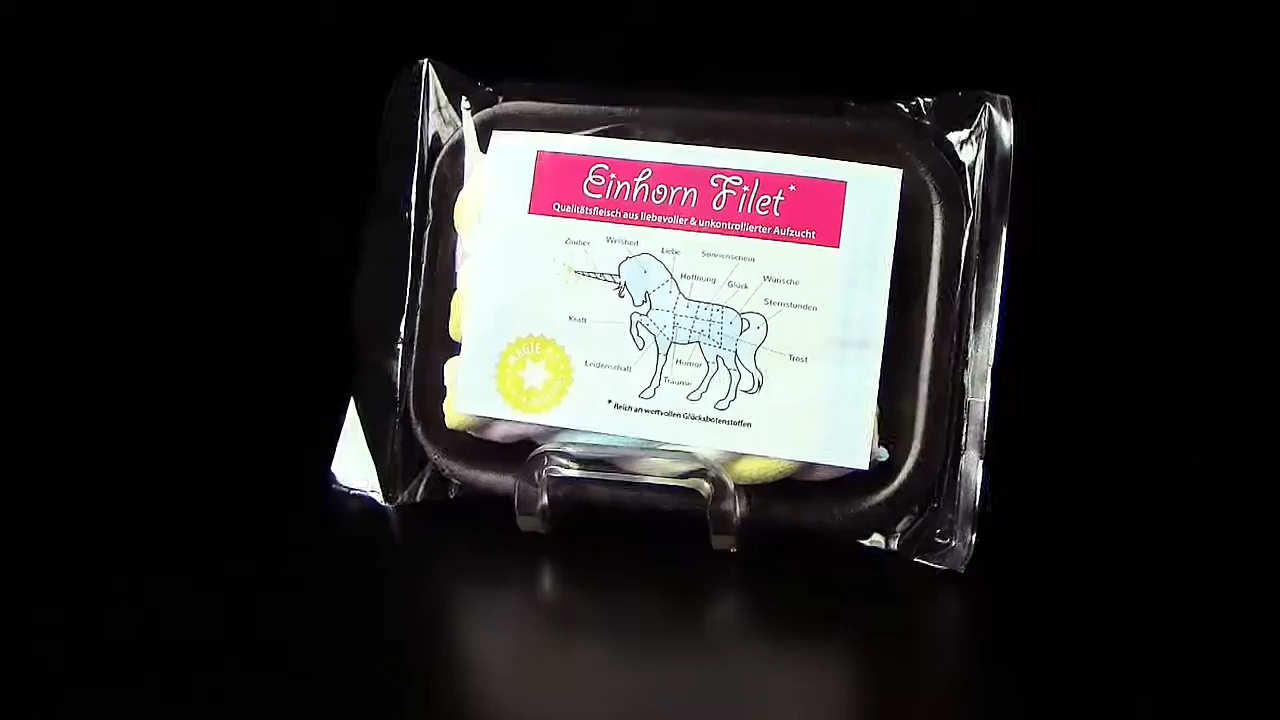 Einhorn Filet*
Qualitätsfleisch aus liebevoller & unkontrollierter Aufzucht
Zauber
Weisheit
Liebe
Sonnenschein
Hoffnung
Glück
Wünsche
Sternstunden
Kraft
Trost
Leidenschaft
Humor
Träume
MAGIE
* Reich an wertvollen Glücksbotenstoffen